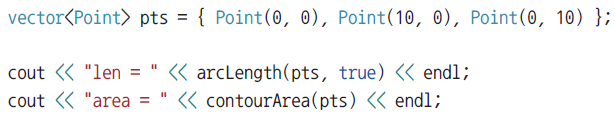 vector<Point> pts = { Point(0, 0), Point(10, 0), Point(0, 10) };
cout << "len = " << arcLength(pts, true) << endl;
cout << "area = " << contourArea(pts) << endl;